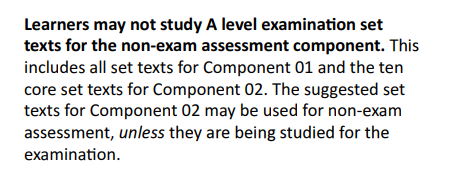 Learners may not study A level examination set
texts for the non-exam assessment component. This
includes all set texts for Component 01 and the ten
core set texts for Component 02. The suggested set
texts for Component 02 may be used for non-exam
assessment, unless they are being studied for the
examination.